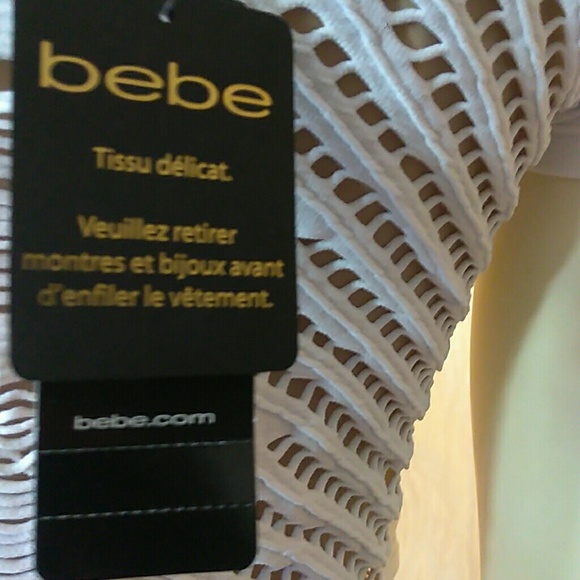 bebe
Tissu délicat.
Veuillez retirer
montres et bijoux avant
d'enfiler le vêtement.
bebe.com